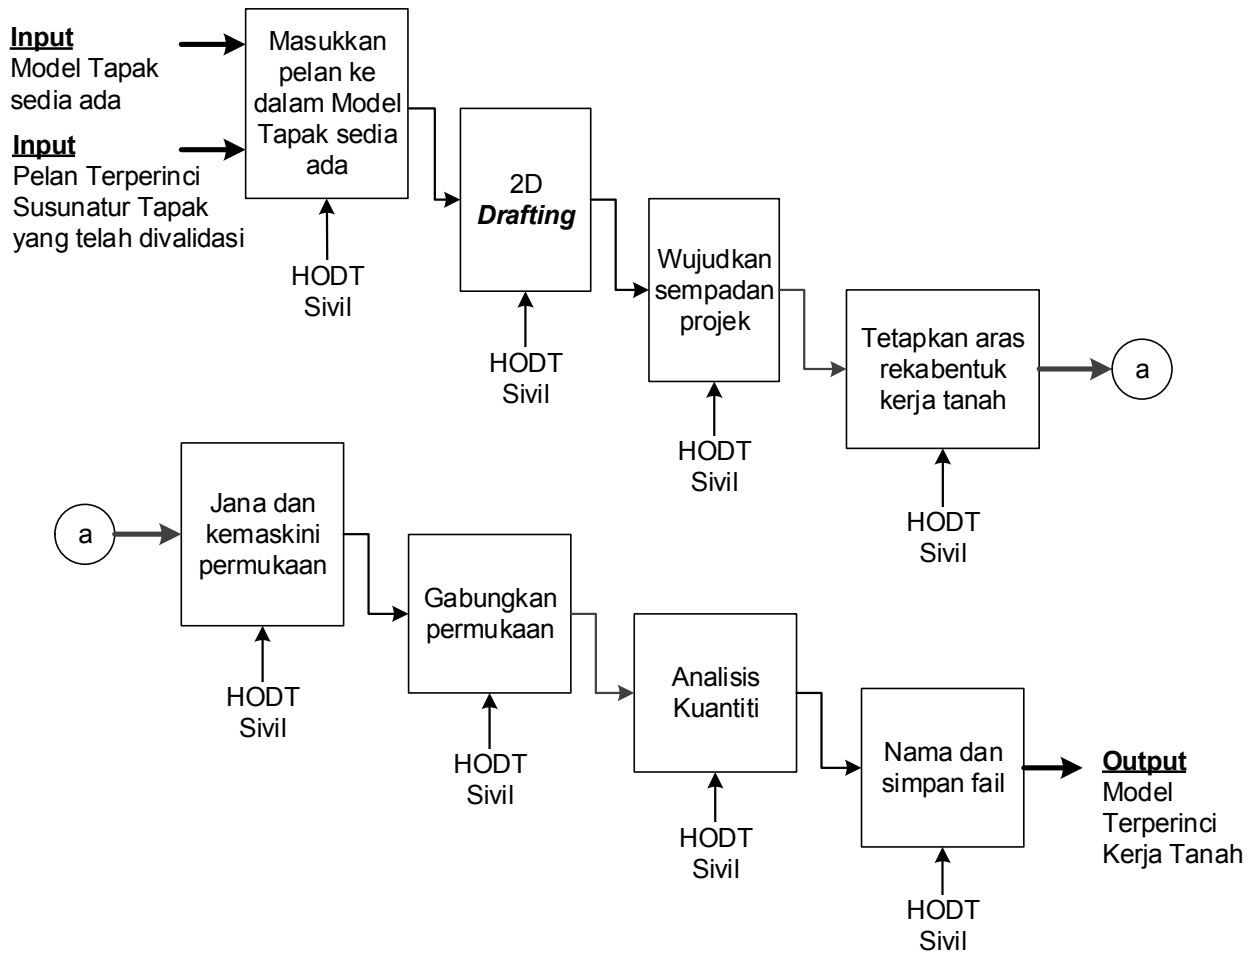 Input
Model Tapak
sedia ada
Input
Pelan Terperinci
Susunatur Tapak
yang telah divalidasi
Masukkan
pelan ke
dalam Model
Tapak sedia
ada
HODT
Sivil
2D
Drafting
HODT
Sivil
Wujudkan
sempadan
projek
HODT
Sivil
Tetapkan aras
rekabentuk
kerja tanah
HODT
Sivil
a
a
Jana dan
kemaskini
permukaan
HODT
Sivil
Gabungkan
permukaan
HODT
Sivil
Analisis
Kuantiti
HODT
Sivil
Nama dan
simpan fail
HODT
Sivil
Output
Model
Terperinci
Kerja Tanah